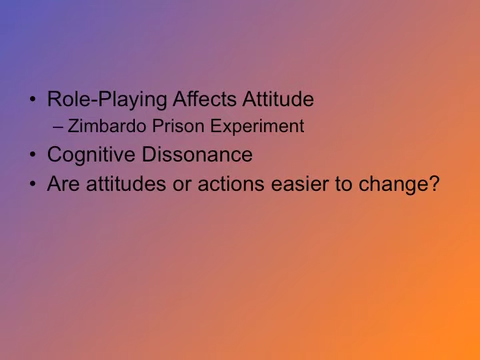 • Role-Playing Affects Attitude
– Zimbardo Prison Experiment
• Cognitive Dissonance
• Are attitudes or actions easier to change?